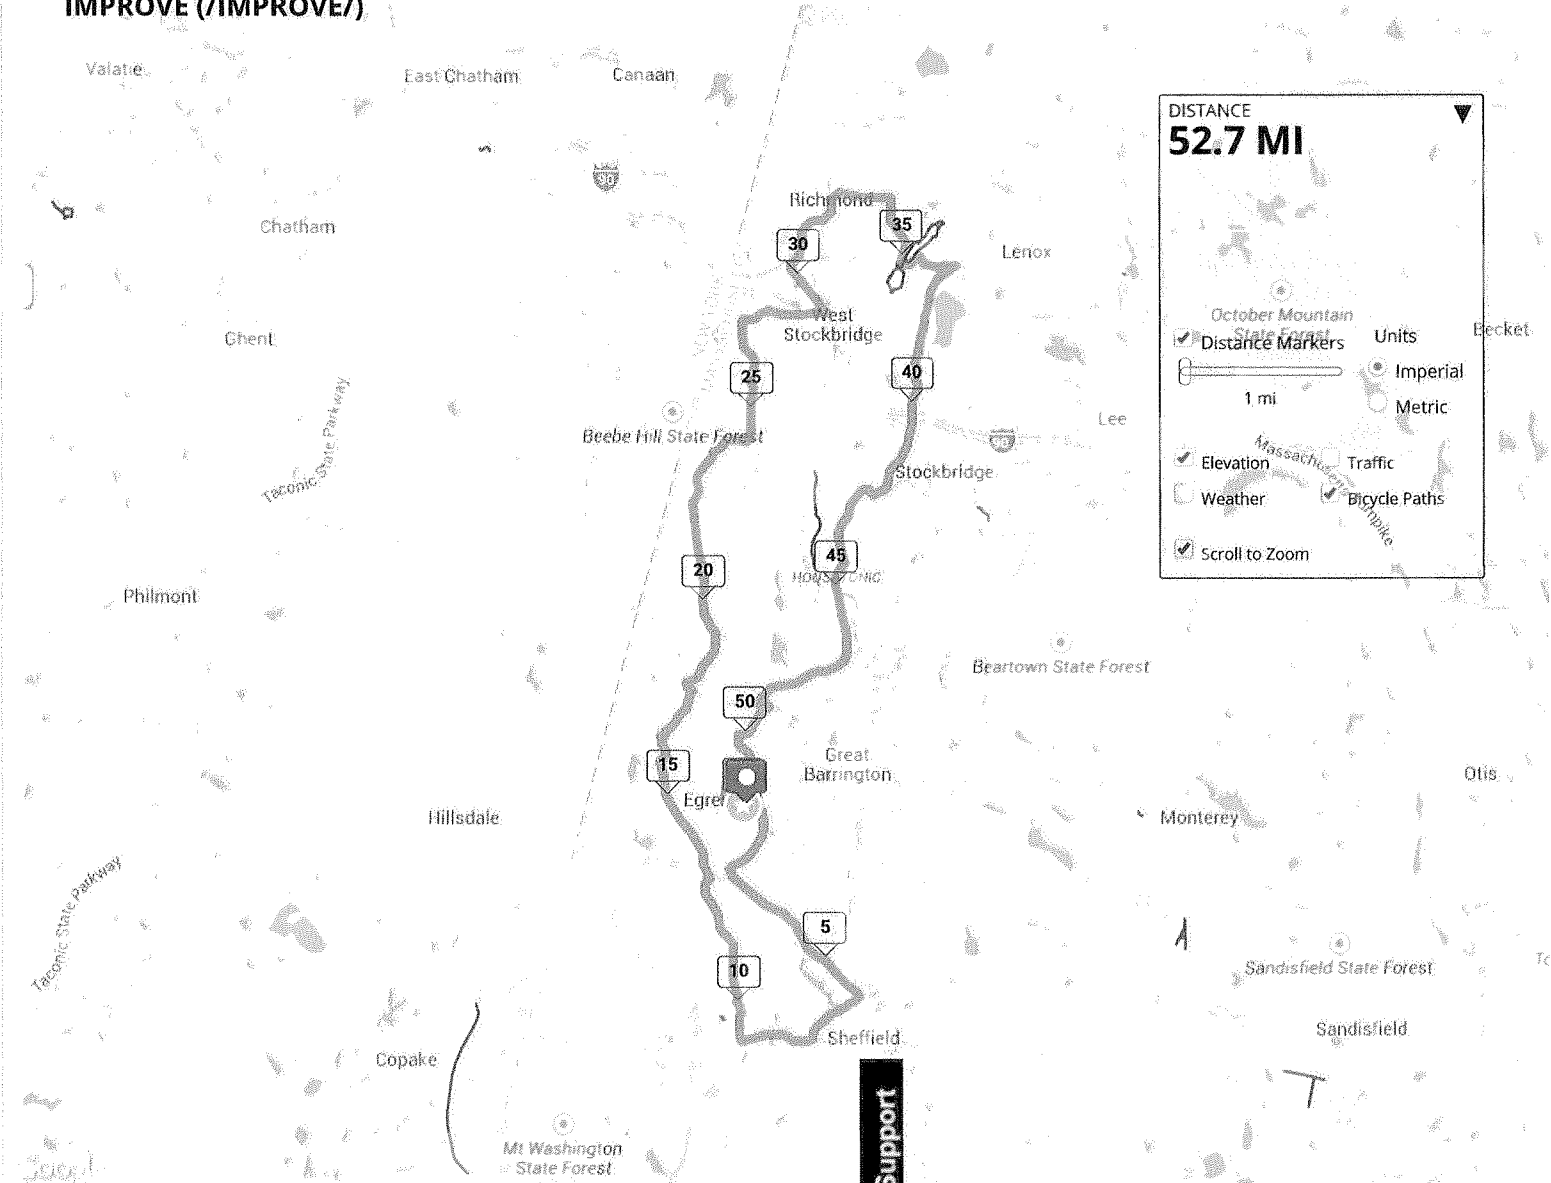 IMPROVE (/IMPROVE/)
Valatie
East Chatham
Canaan
DISTANCE
52.7 MI
90
Richmond
Chatham
35
30
Lenox
October Mountain
State Forest
West
Stockbridge
Ghent
Distance Markers
Units
Becket
Imperial
25
40
1 mi
Metric
Taconic State Parkway
Beebe Hill State Forest
Lee
90
Massachusetts Turnpike
Elevation
Traffic
Stockbridge
Weather
Bicycle Paths
45
Scroll to Zoom
20
HOUSATONIC
Philmont
Beartown State Forest
50
15
Great
Barrington
Otis
Egre
Hillsdale
Monterey
Taconic State Parkway
5
10
Sandisfield State Forest
Sheffield
Sandisfield
Copake
Support
Mt Washington
State Forest